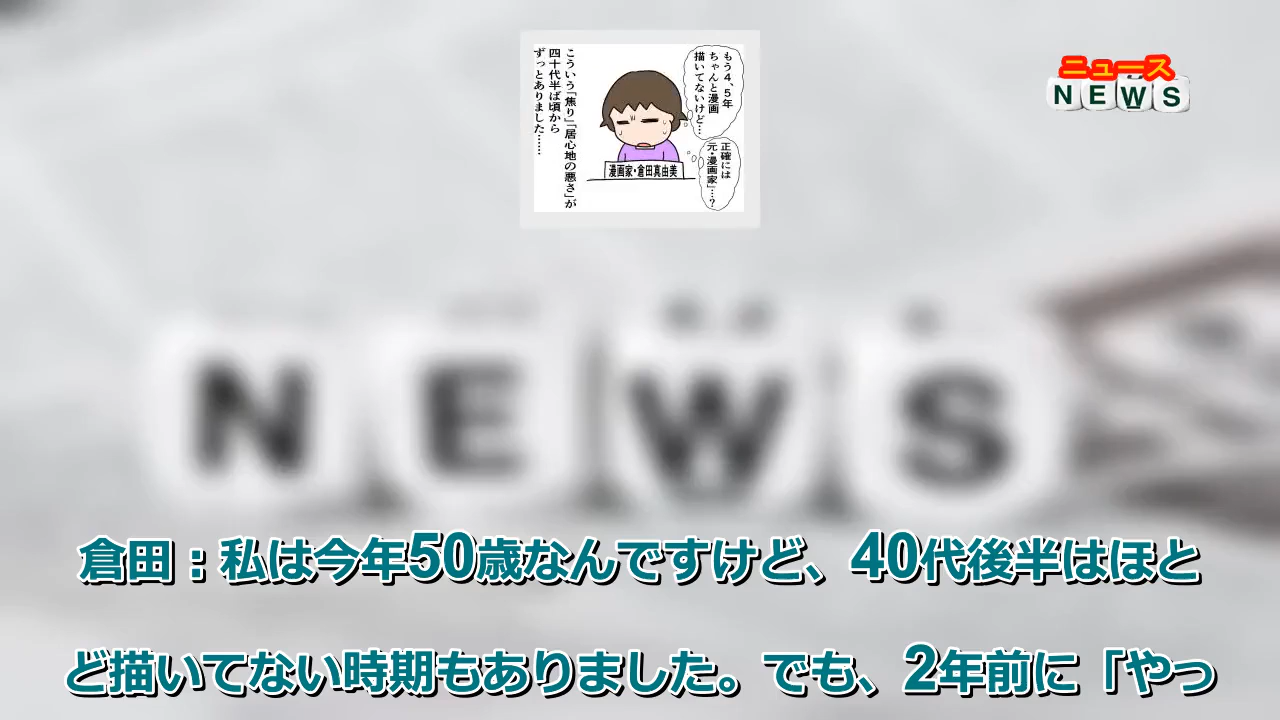 もう4、5年
ちゃんと漫画
描いてないけど…
正確には
元・漫画家」…?
漫画家・倉田真由美
こういう「焦り」「居心地の悪さ」が
四十代半ば頃から
ずっとありました……
ニュース
NEWS
NEWS
倉田：私は今年50歳なんですけど、40代後半はほと
ど描いてない時期もありました。でも、2年前に「やっ